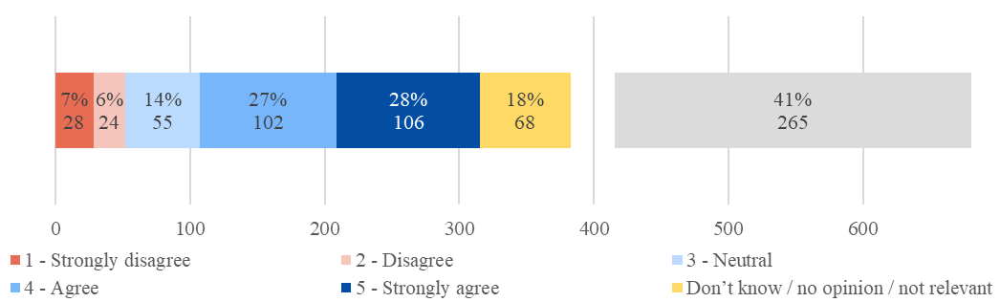 7% 6% 14% 27% 28% 18% 41%
28 24 55 102 106 68 265
0 100 200 300 400 500 600
1 - Strongly disagree 2 - Disagree 3 - Neutral
4 - Agree 5 - Strongly agree Don’t know / no opinion / not relevant